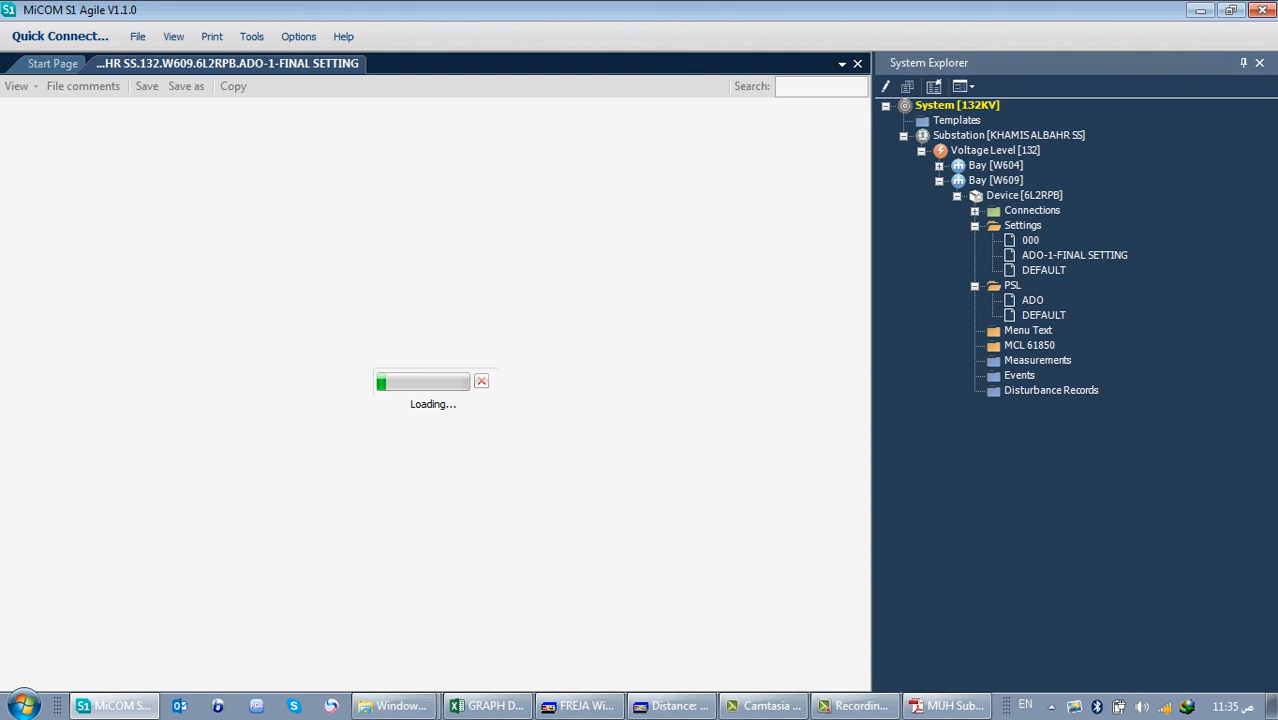 S1 MiCOM S1 Agile V1.1.0
Quick Connect... File View Print Tools Options Help
Start Page ...HR SS.132.W609.6L2RPB.ADO-1-FINAL SETTING
View File comments Save Save as Copy Search:
Loading...
System Explorer
System [132KV]
Templates
Substation [KHAMIS ALBAHR SS]
Voltage Level [132]
Bay [W604]
Bay [W609]
Device [6L2RPB]
Connections
Settings
000
ADO-1-FINAL SETTING
DEFAULT
PSL
ADO
DEFAULT
Menu Text
MCL 61850
Measurements
Events
Disturbance Records
S1 MiCOM S... Window... GRAPH D... FREJA Wi... Distance: ... Camtasia ... Recordin... MUH Sub... EN 11:35 ص